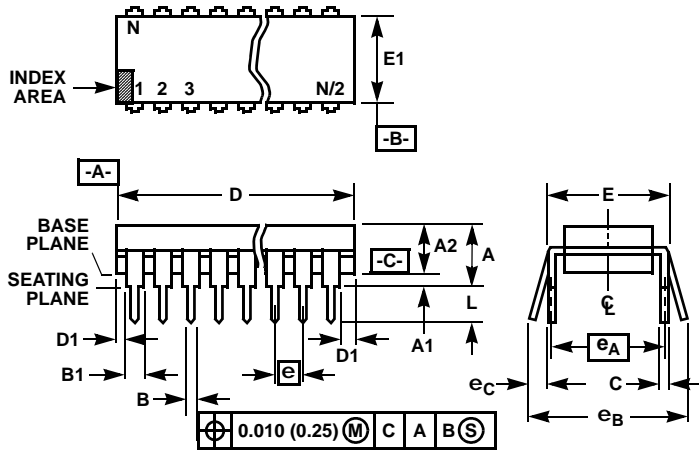 N
E1
INDEX
AREA
1 2 3 N/2
-B-
-A-
D
E
BASE
PLANE
A2
A
-C-
SEATING
PLANE
L
℄
D1
A1
D1
eA
B1
e
eC
C
B
eB
0.010 (0.25) Ⓜ C A B Ⓢ